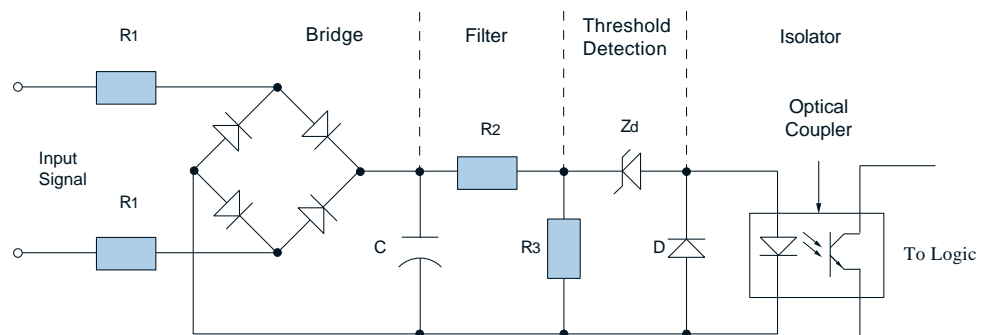 R1
Bridge
Filter
Threshold
Detection
Isolator
Optical
Coupler
R2
Zd
Input
Signal
R1
C
R3
D
To Logic